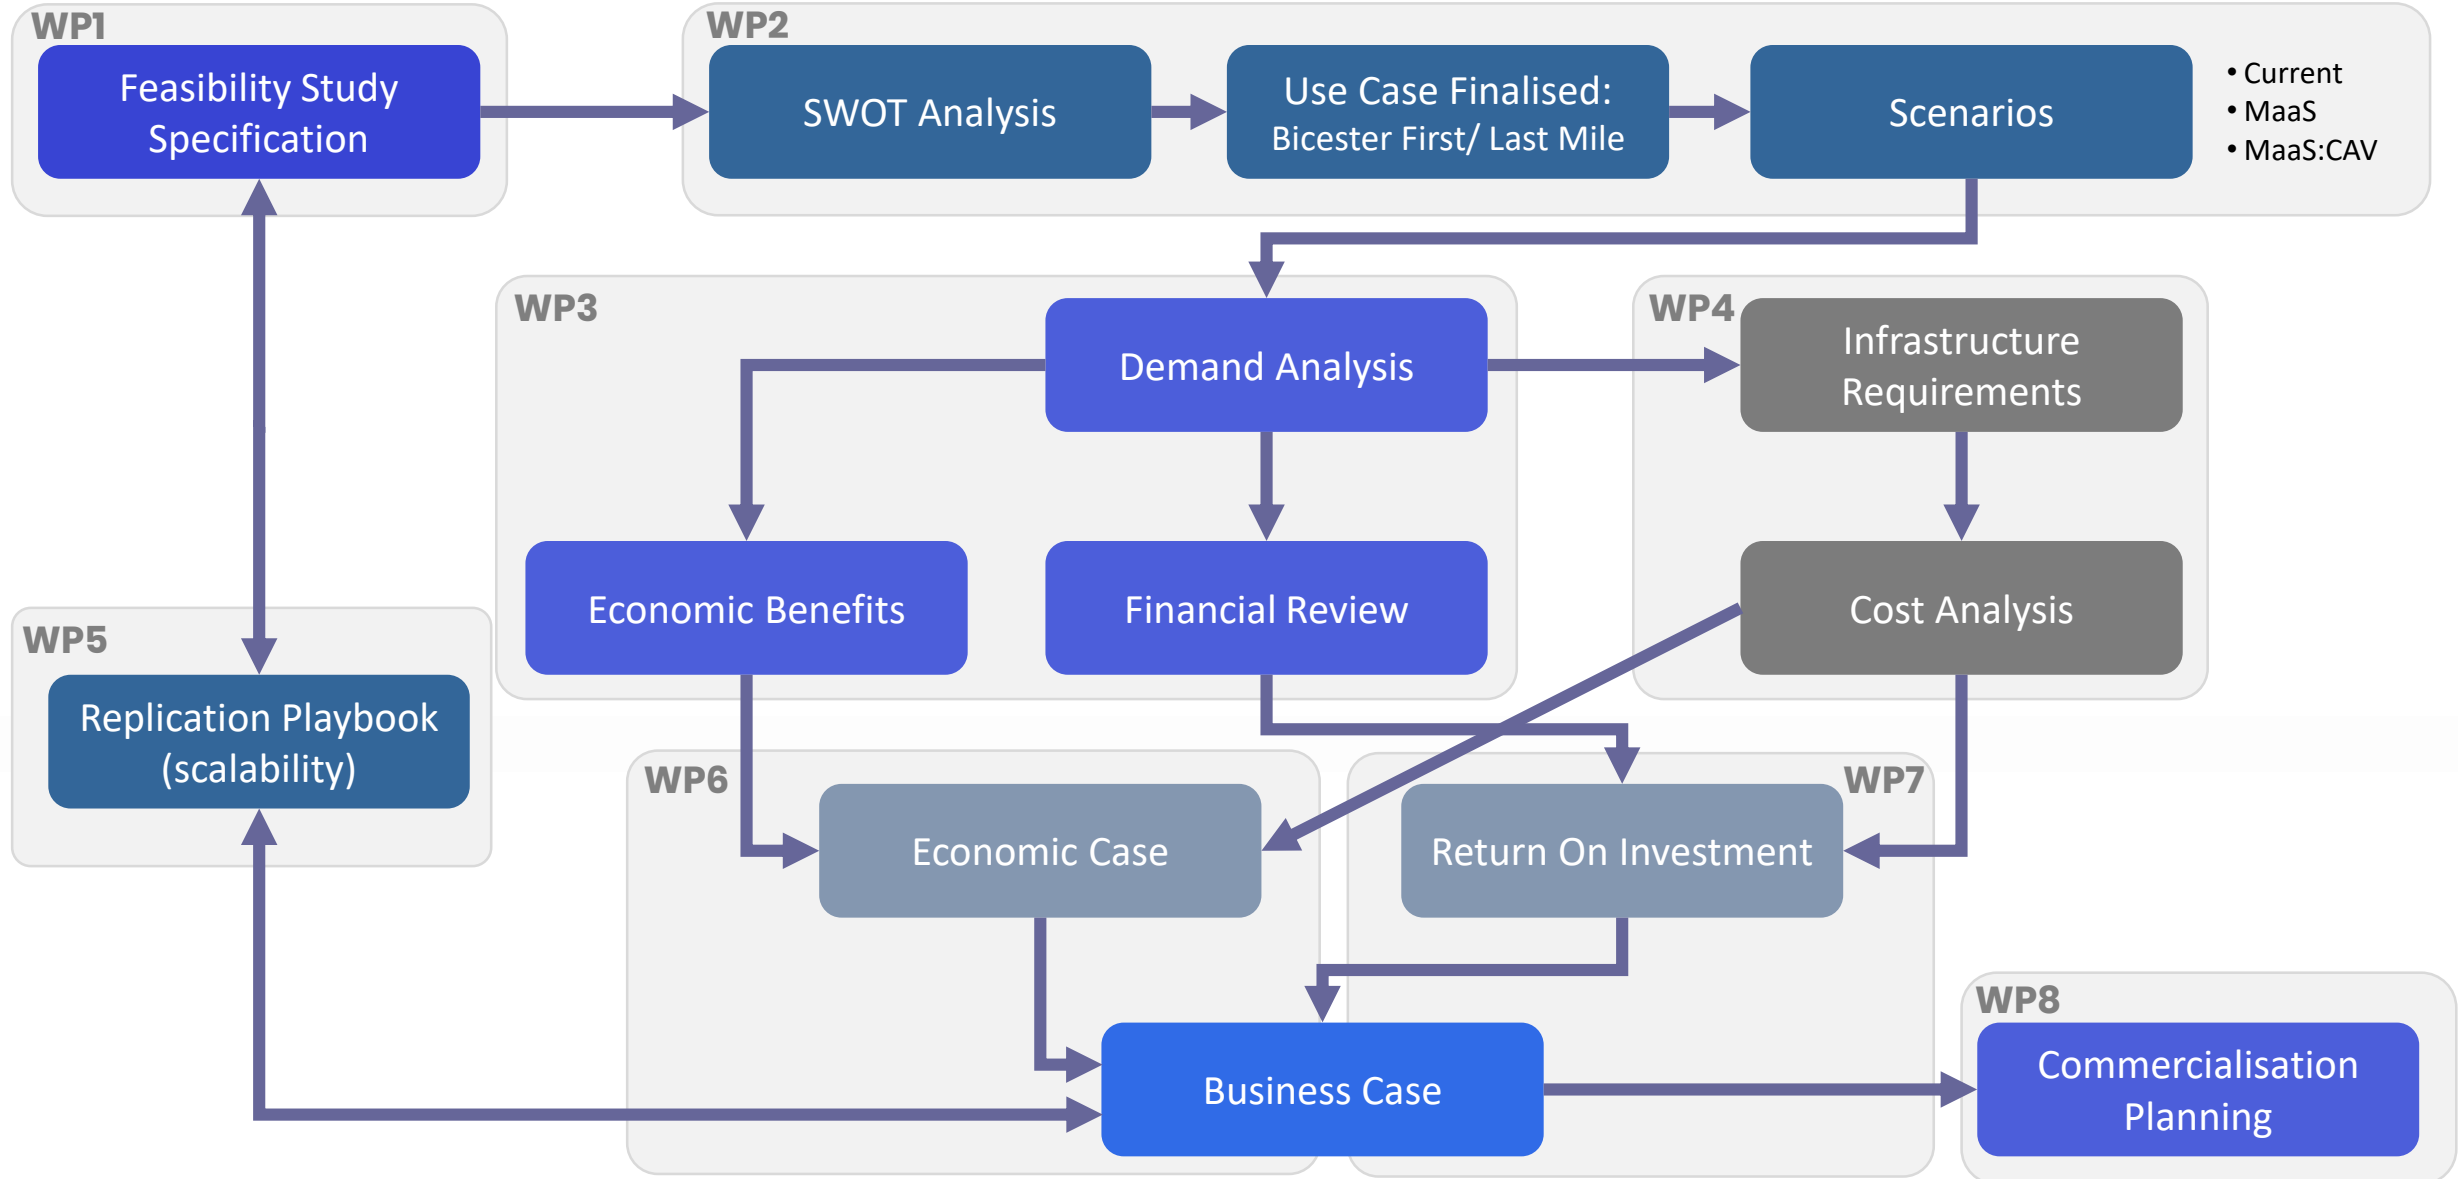 WP1
Feasibility Study
Specification
WP2
SWOT Analysis
Use Case Finalised:
Bicester First/ Last Mile
Scenarios
• Current
• MaaS
• MaaS:CAV
WP3
Demand Analysis
WP4
Infrastructure
Requirements
Economic Benefits
Financial Review
Cost Analysis
WP5
Replication Playbook
(scalability)
WP6
Economic Case
WP7
Return On Investment
Business Case
WP8
Commercialisation
Planning